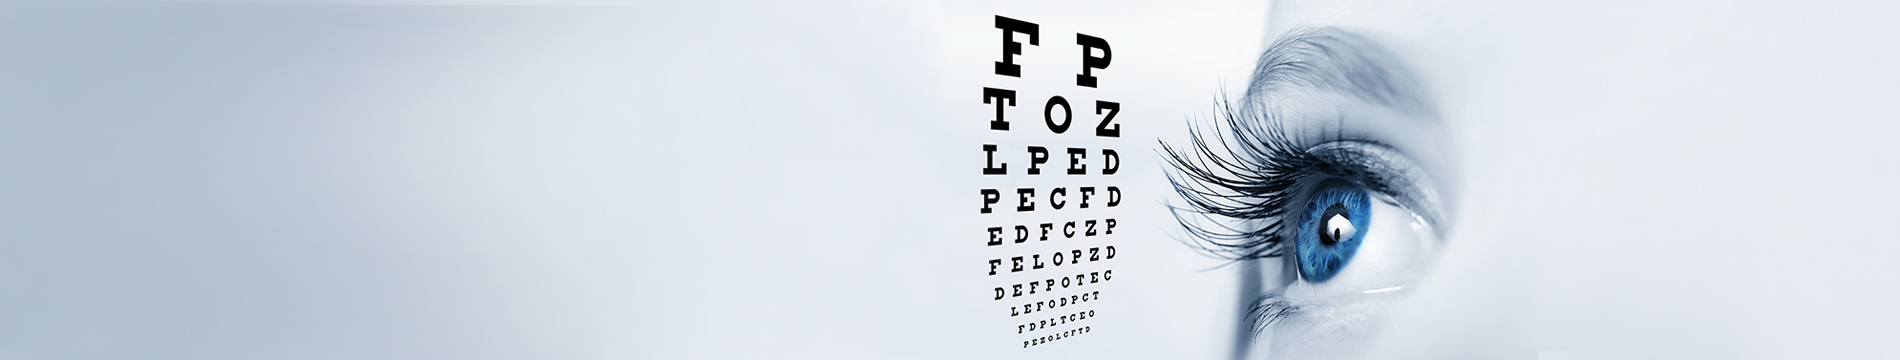 F P
T O Z
L P E D
P E C F D
E D F C Z P
F E L O P Z D
D E F P O T E C
L E F O D P C T
F D P L T C E O
P E Z O L C F T D